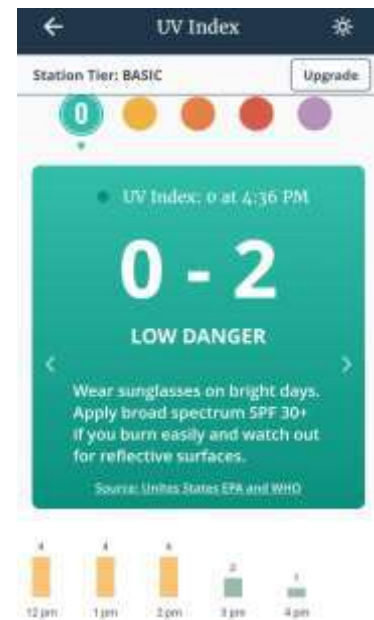 UV Index
Station Tier: BASIC
Upgrade
0
UV Index: 0 at 4:36 PM
0 - 2
LOW DANGER
Wear sunglasses on bright days.
Apply broad spectrum SPF 30+
if you burn easily and watch out
for reflective surfaces.
Source: Unites States EPA and WHO
4 4 4 2 1
12 pm 1 pm 2 pm 3 pm 4 pm